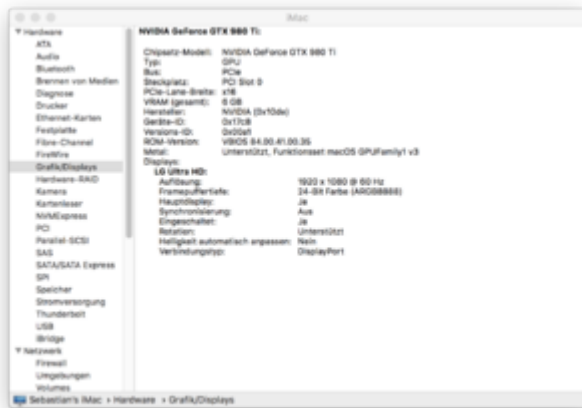 iMac
Hardware
ATA
Audio
Bluetooth
Brennen von Medien
Diagnose
Drucker
Ethernet-Karten
Festplatte
Fibre-Channel
FireWire
Grafik/Displays
Hardware-RAID
Kamera
Kartenleser
NVMExpress
PCI
Parallel-SCSI
SAS
SATA/SATA Express
SPI
Speicher
Stromversorgung
Thunderbolt
USB
iBridge
Netzwerk
Firewall
Umgebungen
Volumes
NVIDIA GeForce GTX 980 Ti:
Chipsatz-Modell: NVIDIA GeForce GTX 980 Ti
Typ: GPU
Bus: PCIe
Steckplatz: PCI Slot 0
PCIe-Lane-Breite: x16
VRAM (gesamt): 6 GB
Hersteller: NVIDIA (0x10de)
Geräte-ID: 0x17c8
Versions-ID: 0x00a1
ROM-Version: VBIOS 84.00.41.00.35
Metal: Unterstützt, Funktionsset macOS GPUFamily1 v3
Displays:
LG Ultra HD:
Auflösung: 1920 x 1080 @ 60 Hz
Framepuffertiefe: 24-Bit Farbe (ARGB8888)
Hauptdisplay: Ja
Synchronisierung: Aus
Eingeschaltet: Ja
Rotation: Unterstützt
Helligkeit automatisch anpassen: Nein
Verbindungstyp: DisplayPort
Sebastian's iMac › Hardware › Grafik/Displays